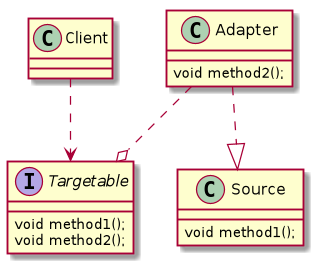 C Client
C Adapter
void method2();
I Targetable
void method1();
void method2();
C Source
void method1();